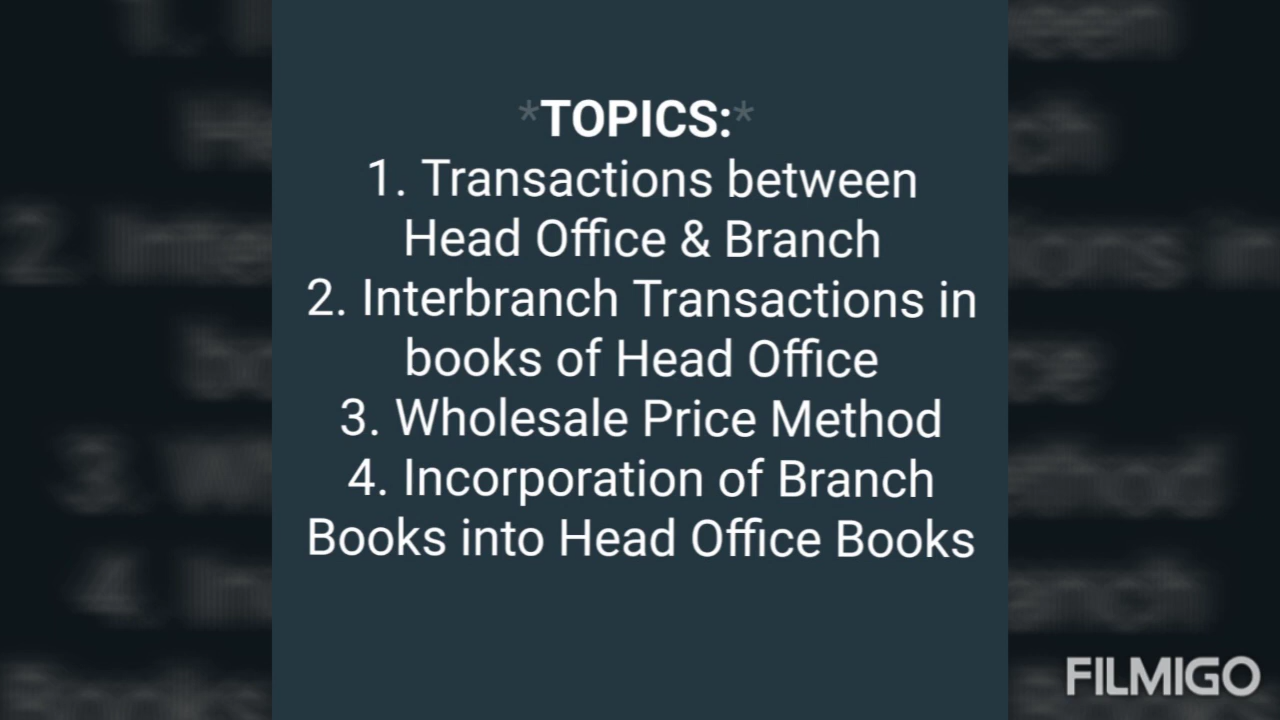 *TOPICS:*
1. Transactions between
Head Office & Branch
2. Interbranch Transactions in
books of Head Office
3. Wholesale Price Method
4. Incorporation of Branch
Books into Head Office Books
FILMIGO